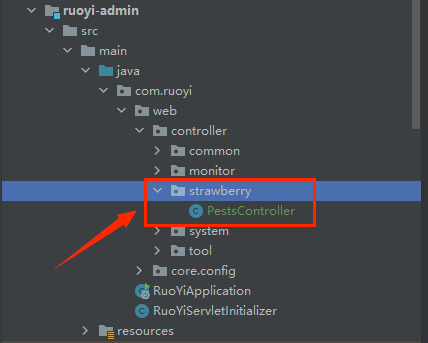 ruoyi-admin
src
main
java
com.ruoyi
web
controller
common
monitor
strawberry
PestsController
system
tool
core.config
RuoYiApplication
RuoYiServletInitializer
resources